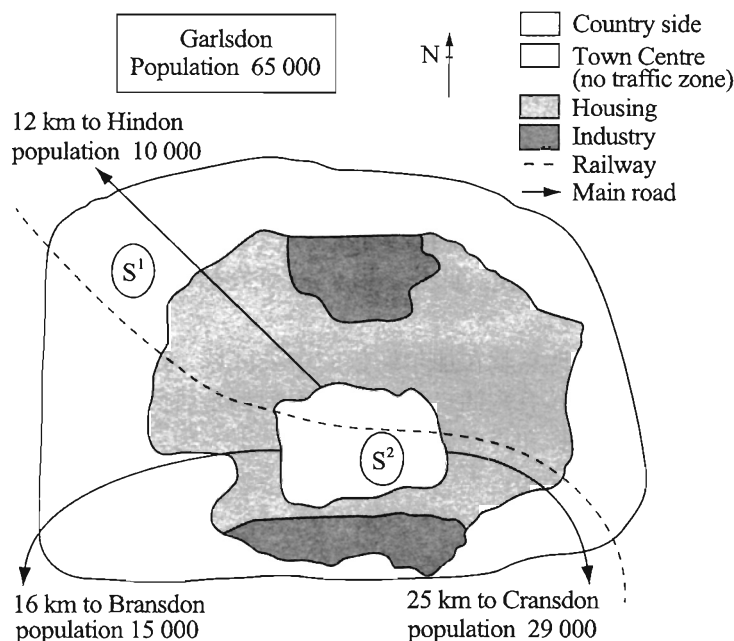 Garlsdon
Population 65 000
N
Country side
Town Centre
(no traffic zone)
Housing
Industry
Railway
Main road
12 km to Hindon
population 10 000
S¹
S²
16 km to Bransdon
population 15 000
25 km to Cransdon
population 29 000